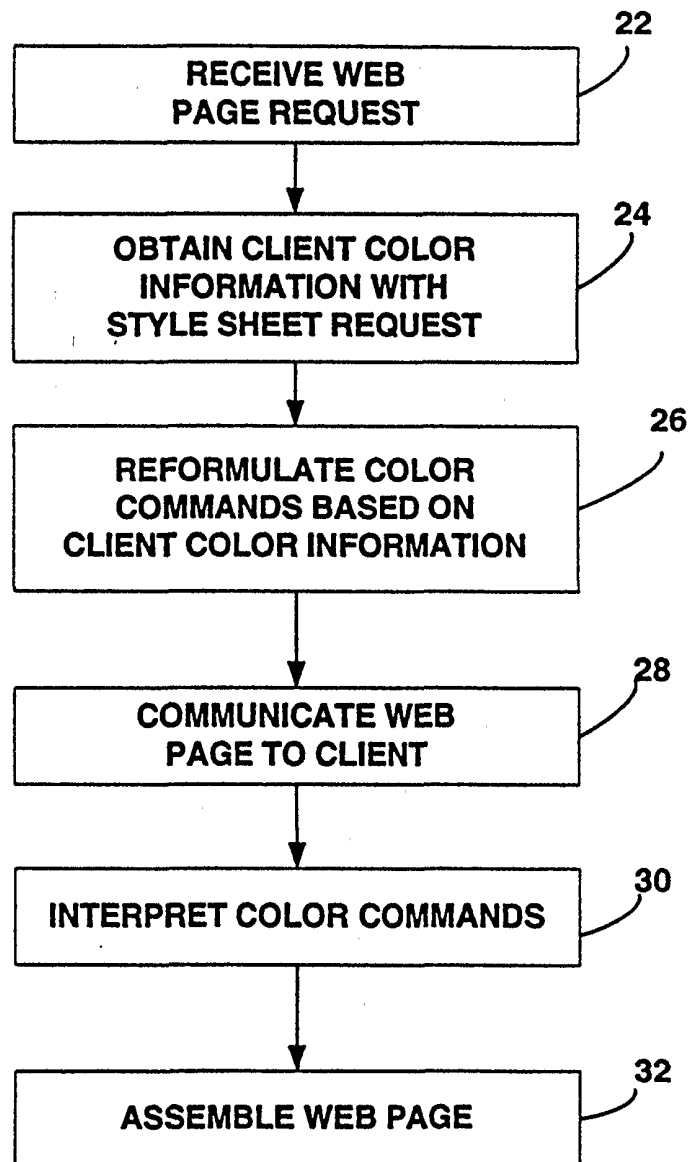 22
RECEIVE WEB
PAGE REQUEST
24
OBTAIN CLIENT COLOR
INFORMATION WITH
STYLE SHEET REQUEST
26
REFORMULATE COLOR
COMMANDS BASED ON
CLIENT COLOR INFORMATION
28
COMMUNICATE WEB
PAGE TO CLIENT
30
INTERPRET COLOR COMMANDS
32
ASSEMBLE WEB PAGE